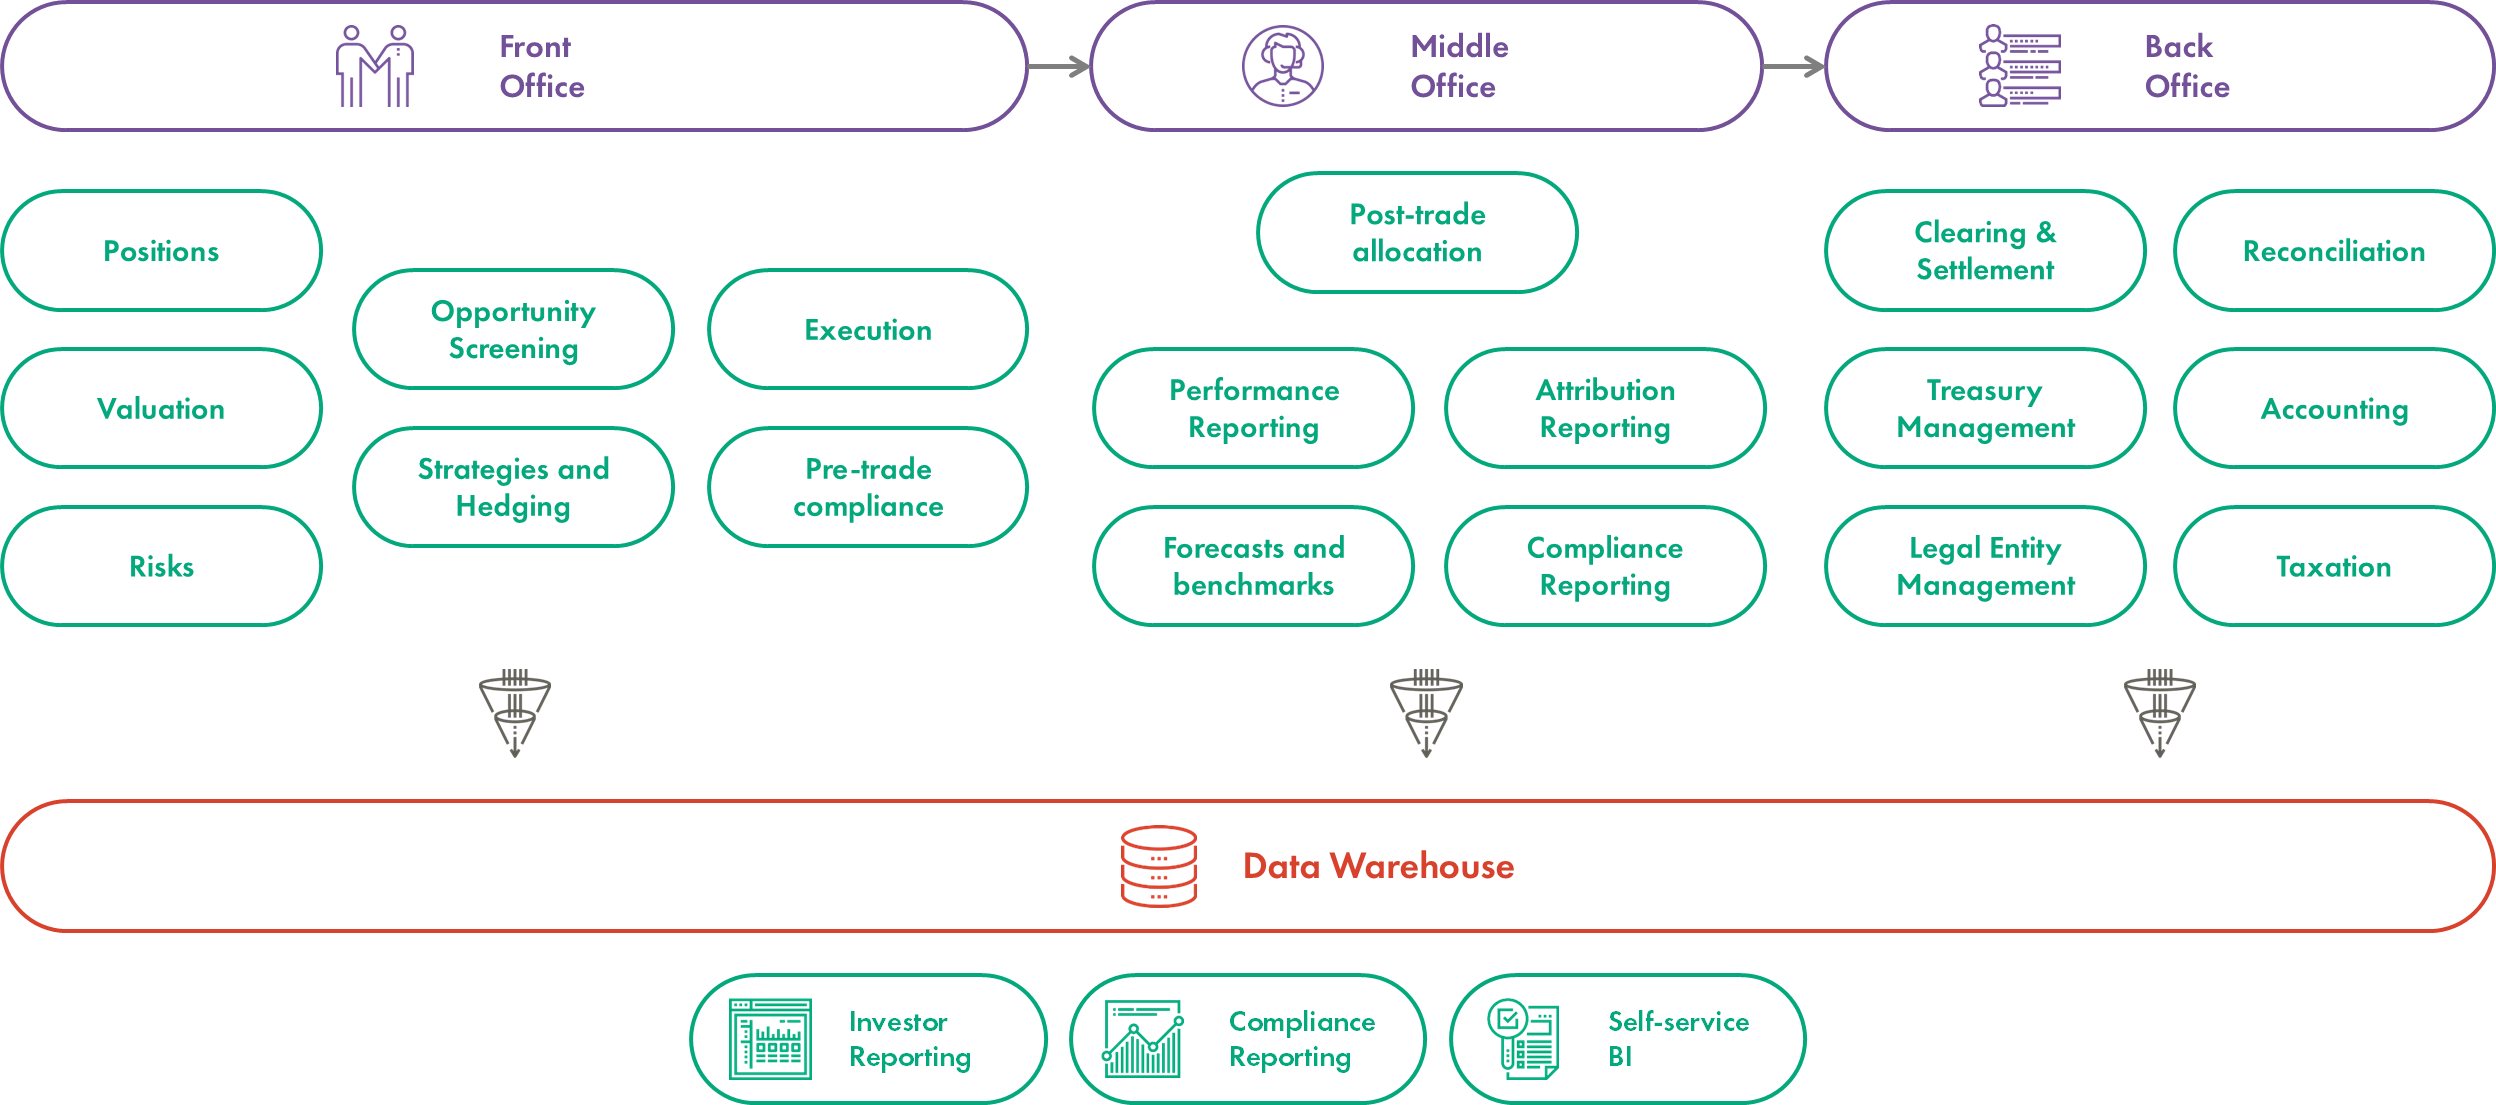 Front
Office
Middle
Office
Back
Office
Positions
Valuation
Risks
Opportunity
Screening
Strategies and
Hedging
Execution
Pre-trade
compliance
Post-trade
allocation
Performance
Reporting
Attribution
Reporting
Forecasts and
benchmarks
Compliance
Reporting
Clearing &
Settlement
Reconciliation
Treasury
Management
Accounting
Legal Entity
Management
Taxation
Data Warehouse
Investor
Reporting
Compliance
Reporting
Self-service
BI